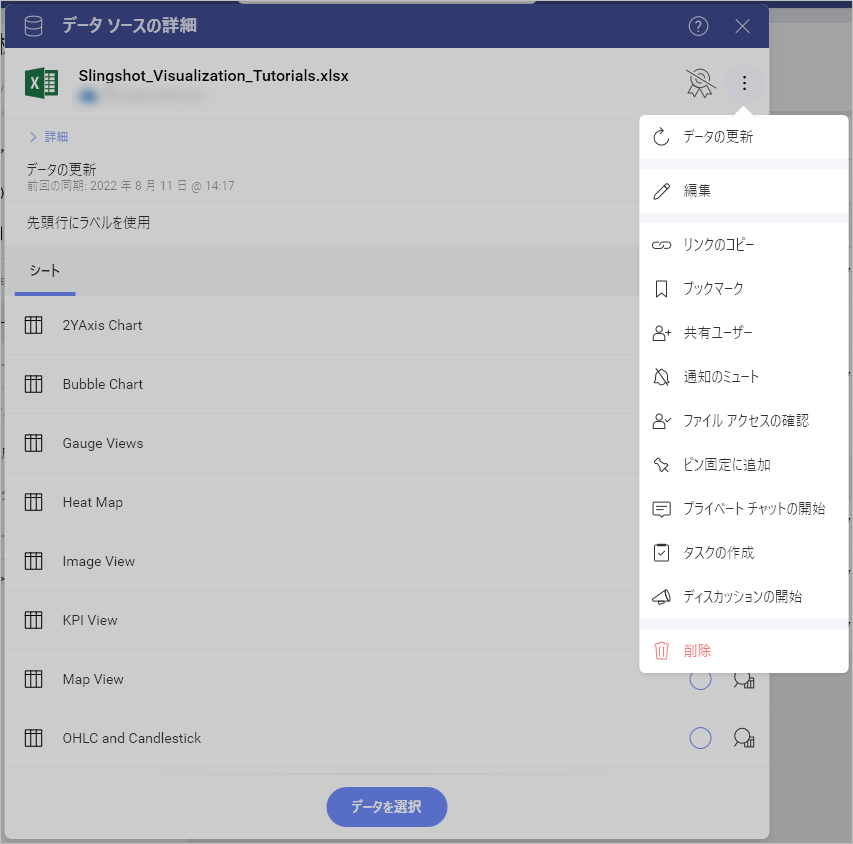 データ ソースの詳細
Slingshot_Visualization_Tutorials.xlsx
詳細
データの更新
前回の同期: 2022 年 8 月 11 日 @ 14:17
先頭行にラベルを使用
シート
2YAxis Chart
Bubble Chart
Gauge Views
Heat Map
Image View
KPI View
Map View
OHLC and Candlestick
データを選択
データの更新
編集
リンクのコピー
ブックマーク
共有ユーザー
通知のミュート
ファイル アクセスの確認
ピン固定に追加
プライベート チャットの開始
タスクの作成
ディスカッションの開始
削除